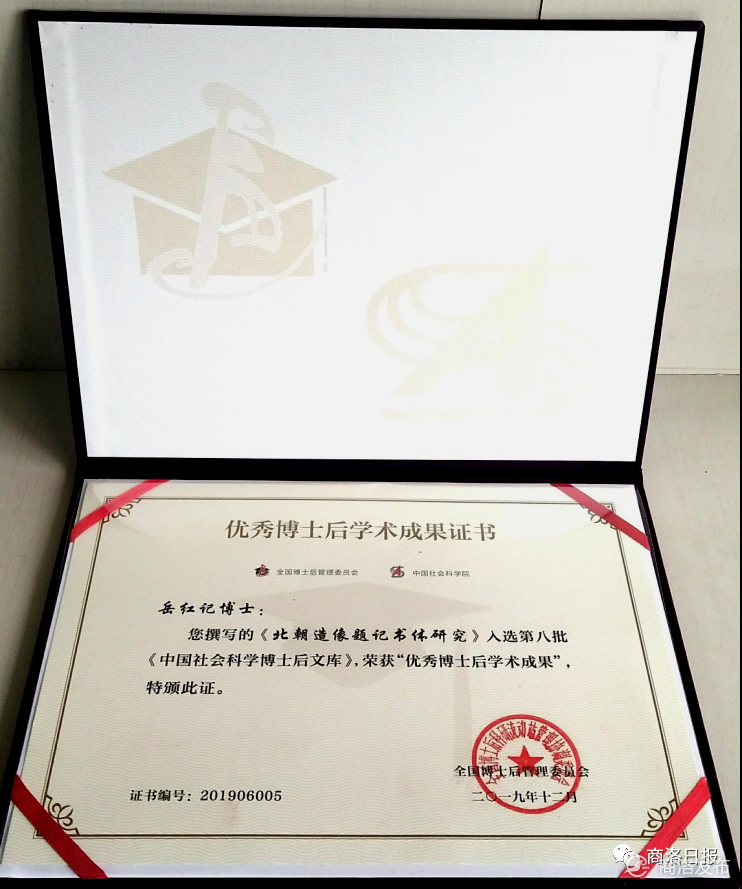 优秀博士后学术成果证书
全国博士后管理委员会 中国社会科学院
岳红记博士：
您撰写的《北朝造像题记书体研究》入选第八批
《中国社会科学博士后文库》，荣获“优秀博士后学术成果”，
特颁此证。
全国博士后管理委员会
证书编号：201906005
二〇一九年十二月
商洛日报
商洛发布